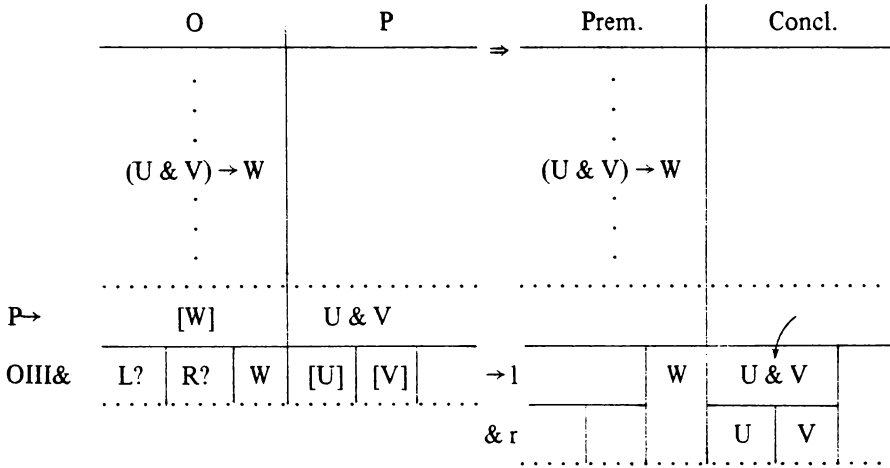 O P ⇒ Prem. Concl.
(U & V) → W (U & V) → W
P→ [W] U & V
OIII& L? R? W [U] [V] →l W U & V
& r U V